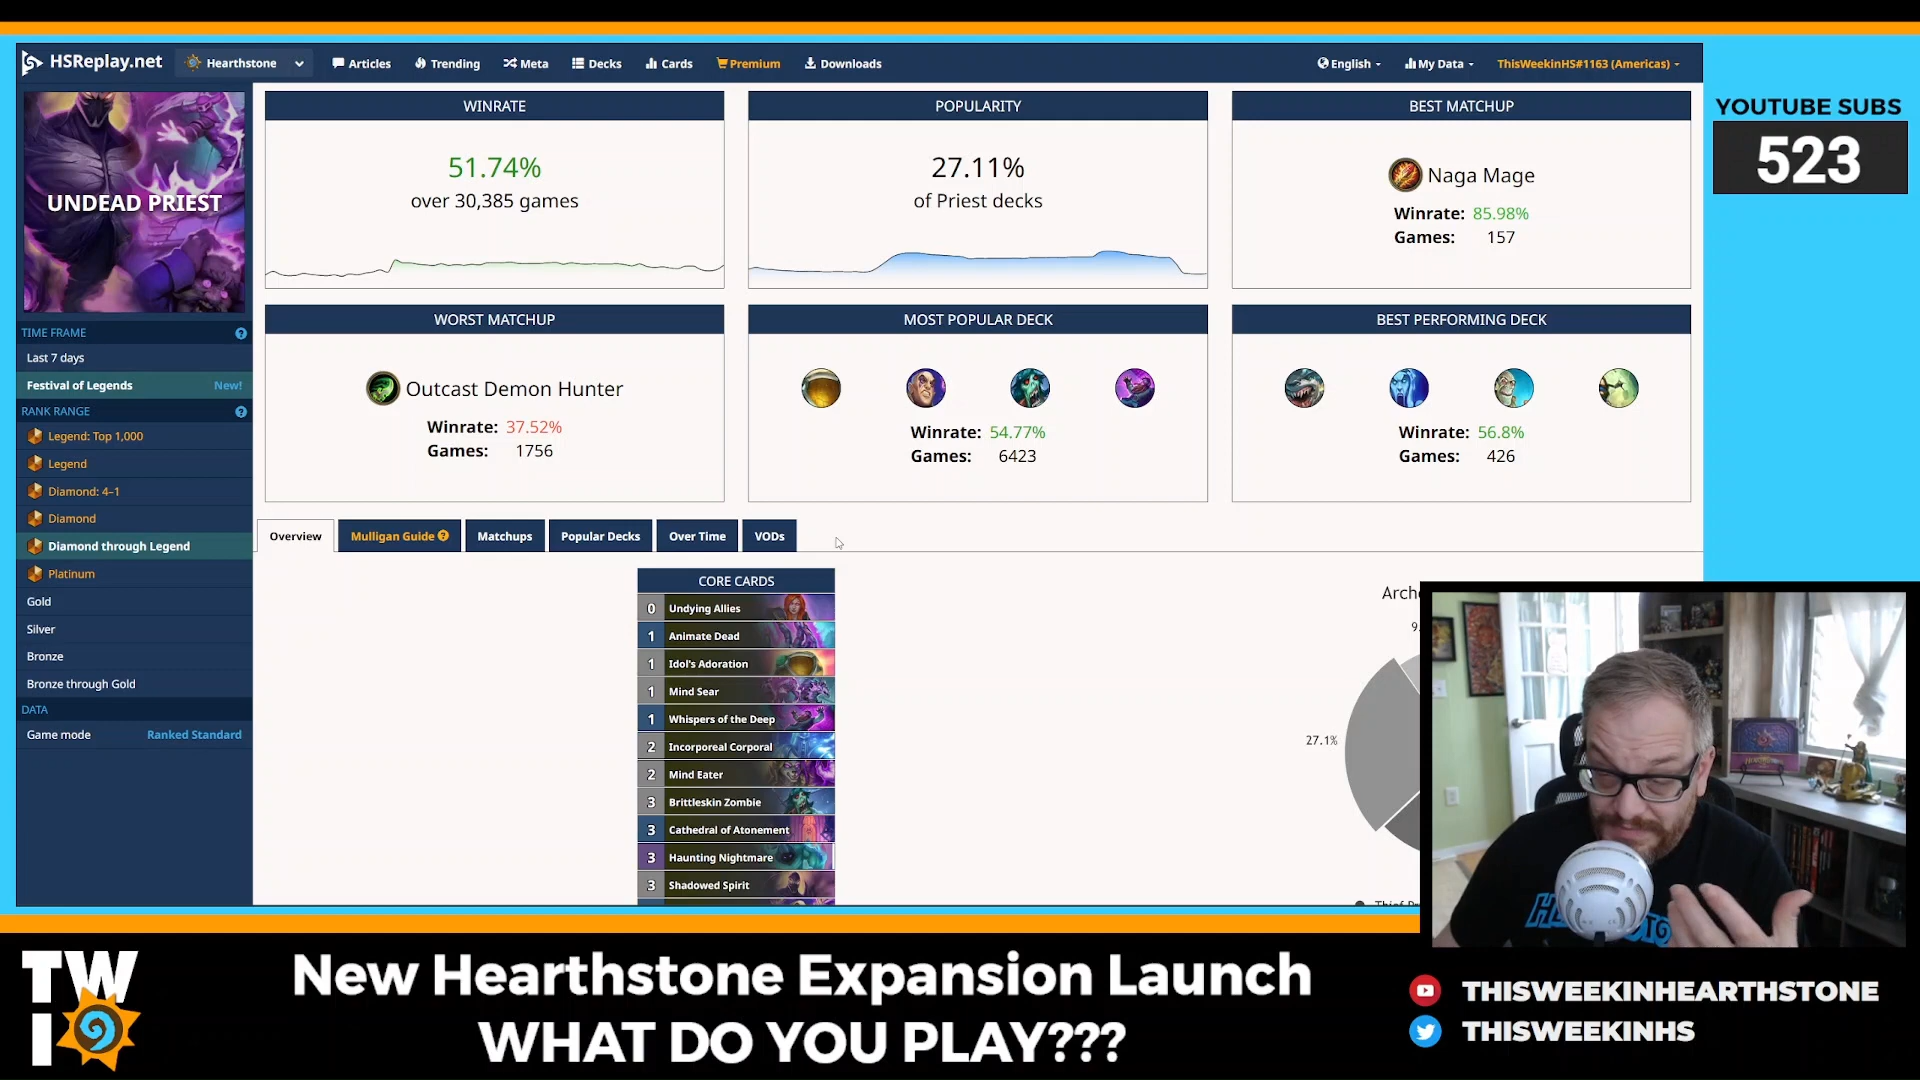 HSReplay.net
Hearthstone
Articles
Trending
Meta
Decks
Cards
Premium
Downloads
English
My Data
ThisWeekinHS#1163 (Americas)
UNDEAD PRIEST
TIME FRAME
Last 7 days
Festival of Legends New!
RANK RANGE
Legend: Top 1,000
Legend
Diamond: 4–1
Diamond
Diamond through Legend
Platinum
Gold
Silver
Bronze
Bronze through Gold
DATA
Game mode Ranked Standard
WINRATE
51.74%
over 30,385 games
POPULARITY
27.11%
of Priest decks
BEST MATCHUP
Naga Mage
Winrate: 85.98%
Games: 157
WORST MATCHUP
Outcast Demon Hunter
Winrate: 37.52%
Games: 1756
MOST POPULAR DECK
Winrate: 54.77%
Games: 6423
BEST PERFORMING DECK
Winrate: 56.8%
Games: 426
Overview
Mulligan Guide
Matchups
Popular Decks
Over Time
VODs
CORE CARDS
0 Undying Allies
1 Animate Dead
1 Idol's Adoration
1 Mind Sear
1 Whispers of the Deep
2 Incorporeal Corporal
2 Mind Eater
3 Brittleskin Zombie
3 Cathedral of Atonement
3 Haunting Nightmare
3 Shadowed Spirit
27.1%
YOUTUBE SUBS
523
TW
I
New Hearthstone Expansion Launch
WHAT DO YOU PLAY???
THISWEEKINHEARTHSTONE
THISWEEKINHS